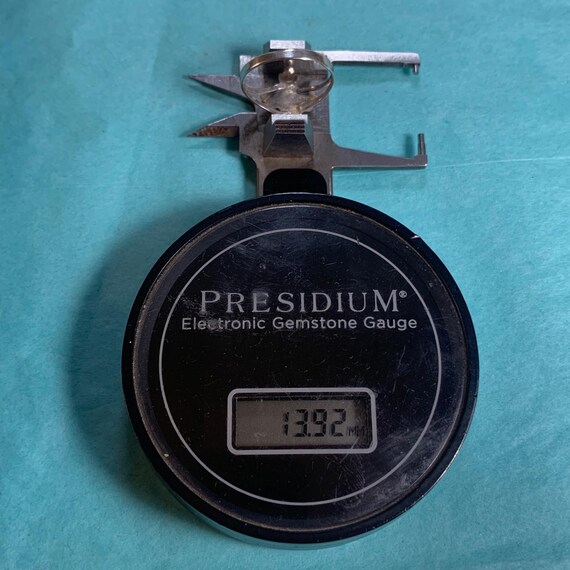 PRESIDIUM®
Electronic Gemstone Gauge
13.92 MM